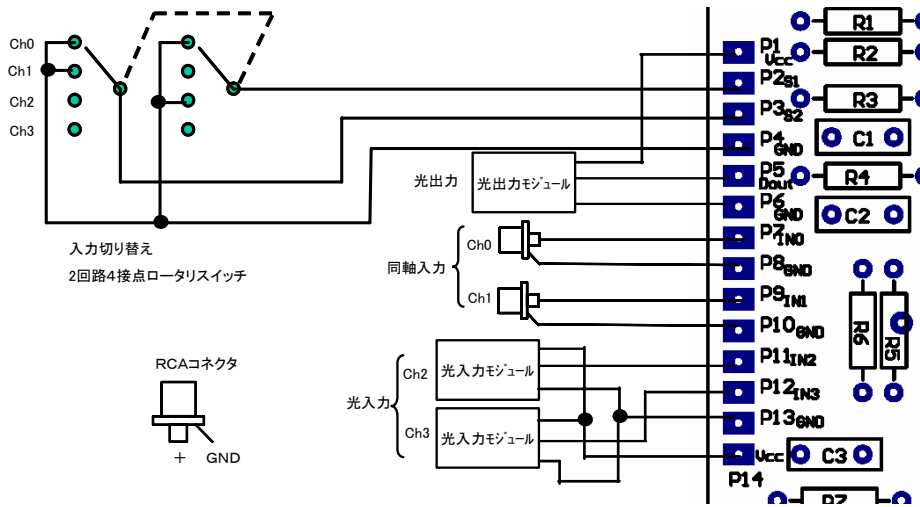 Ch0
Ch1
Ch2
Ch3
入力切り替え
2回路4接点ロータリスイッチ
RCAコネクタ
+ GND
光出力
光出力モジュール
同軸入力
Ch0
Ch1
光入力
Ch2
光入力モジュール
Ch3
光入力モジュール
P1 Vcc
P2 S1
P3 S2
P4 GND
P5 Dout
P6 GND
P7 IN0
P8 GND
P9 IN1
P10 GND
P11 IN2
P12 IN3
P13 GND
Vcc
P14
R1
R2
R3
C1
R4
C2
R6
R5
C3
R7